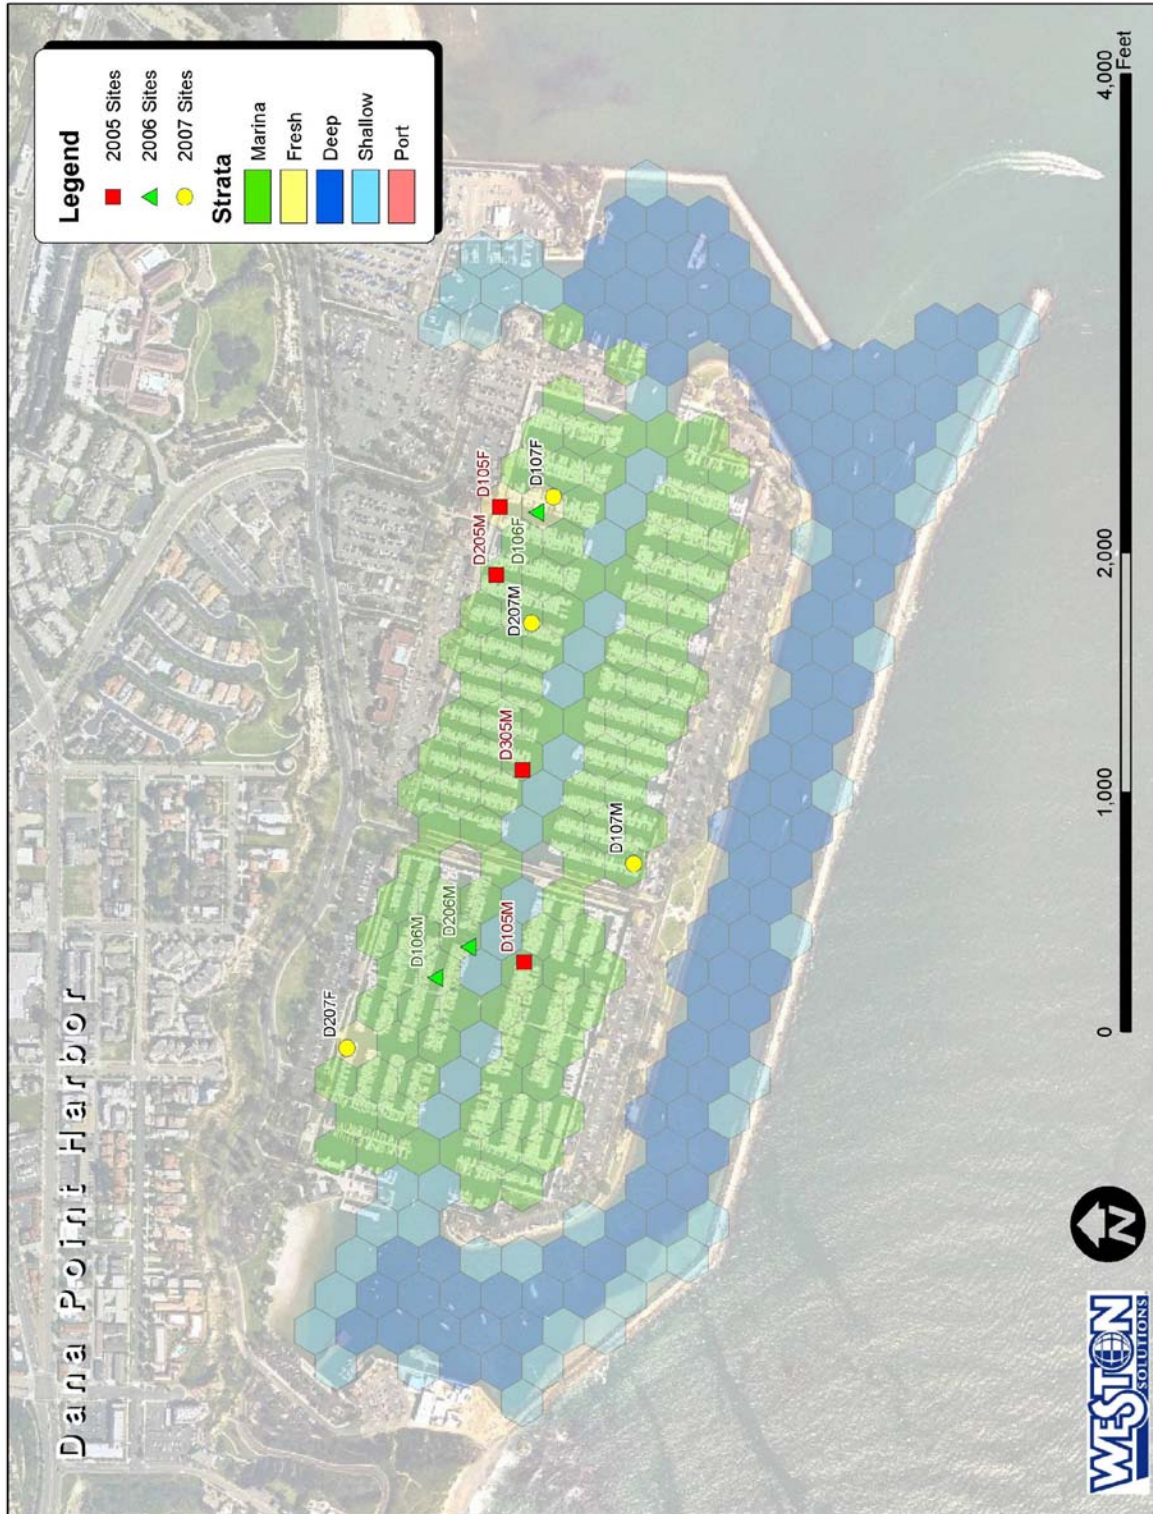 Dana Point Harbor
Legend
2005 Sites
2006 Sites
2007 Sites
Strata
Marina
Fresh
Deep
Shallow
Port
D207F
D106M
D206M
D105M
D107M
D305M
D207M
D205M
D106F
D105F
D107F
WESTON
SOLUTIONS
N
0
1,000
2,000
4,000
Feet